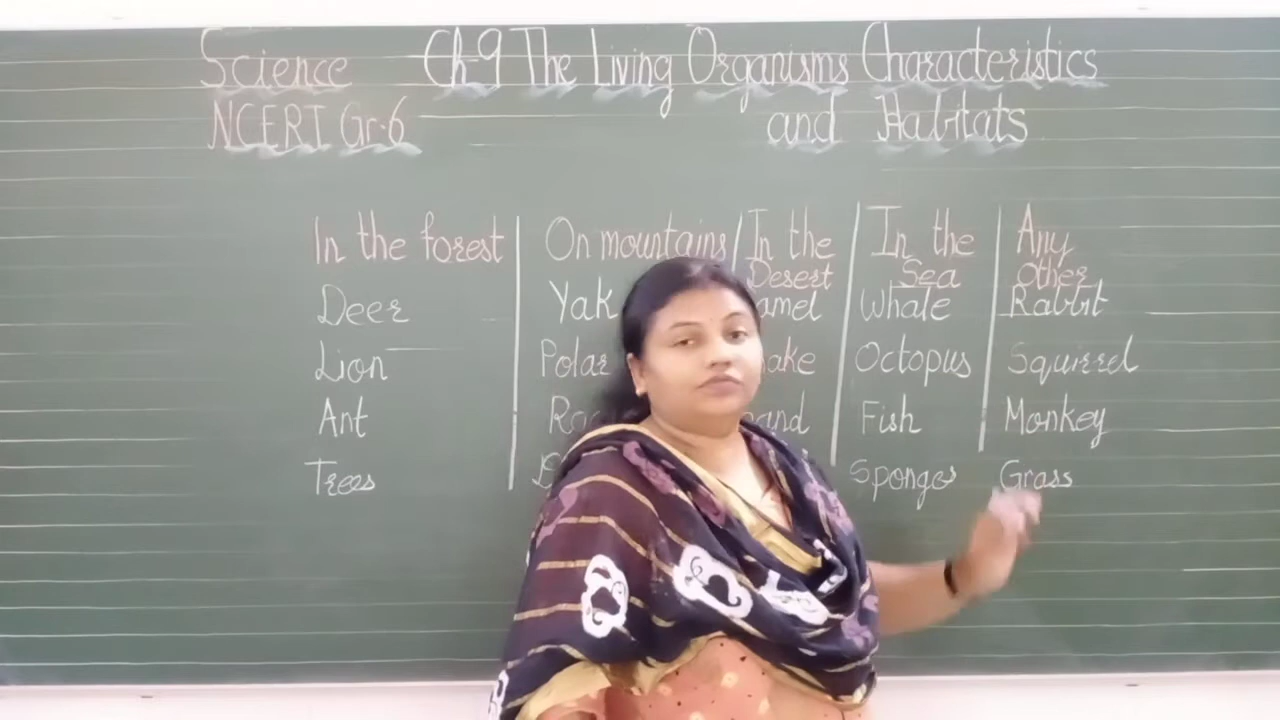 Science Ch-9 The Living Organisms Characteristics
NCERT Gr-6 and Habitats
In the forest On mountains In the Desert In the Sea Any other
Deer Yak Whale Rabbit
Lion Polar Octopus Squirrel
Ant Fish Monkey
Trees Sponges Grass